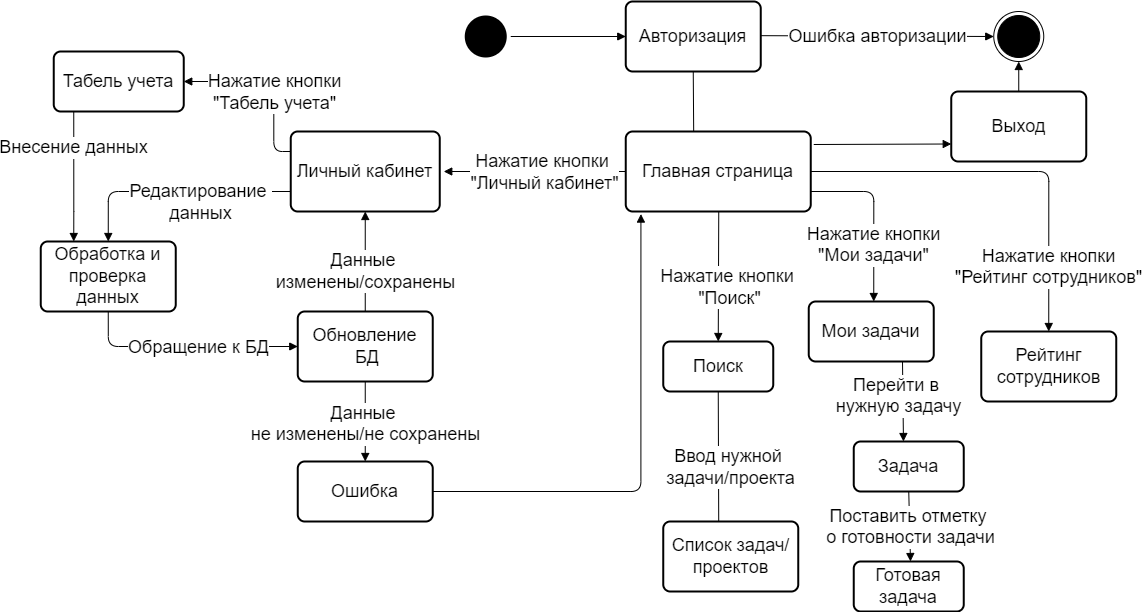 Авторизация
Ошибка авторизации
Табель учета
Нажатие кнопки
"Табель учета"
Выход
Внесение данных
Личный кабинет
Нажатие кнопки
"Личный кабинет"
Главная страница
Редактирование
данных
Нажатие кнопки
"Мои задачи"
Обработка и
проверка
данных
Данные
изменены/сохранены
Нажатие кнопки
"Поиск"
Нажатие кнопки
"Рейтинг сотрудников"
Обращение к БД
Обновление
БД
Мои задачи
Поиск
Рейтинг
сотрудников
Данные
не изменены/не сохранены
Перейти в
нужную задачу
Ввод нужной
задачи/проекта
Задача
Ошибка
Поставить отметку
о готовности задачи
Список задач/
проектов
Готовая
задача